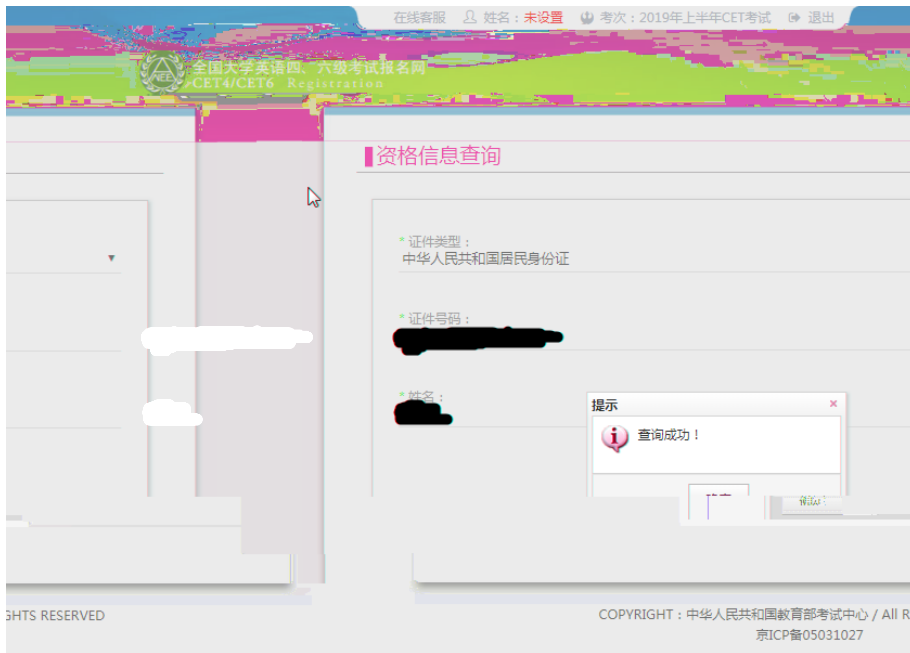 在线客服 姓名：未设置 考次：2019年上半年CET考试 退出
全国大学英语四、六级考试报名网
CET4/CET6 Registration
资格信息查询
* 证件类型：
中华人民共和国居民身份证
* 证件号码：
* 姓名：
提示 ×
查询成功！
GHTS RESERVED
COPYRIGHT：中华人民共和国教育部考试中心 / All R
京ICP备05031027